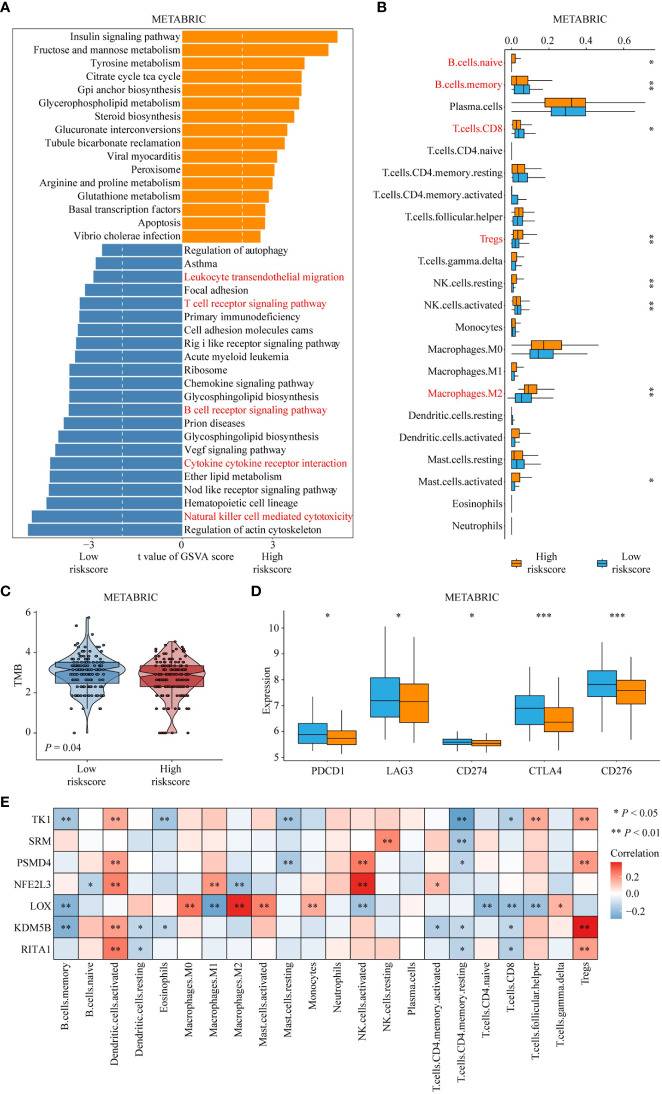 A
METABRIC
Insulin signaling pathway
Fructose and mannose metabolism
Tyrosine metabolism
Citrate cycle tca cycle
Gpi anchor biosynthesis
Glycerophospholipid metabolism
Steroid biosynthesis
Glucuronate interconversions
Tubule bicarbonate reclamation
Viral myocarditis
Peroxisome
Arginine and proline metabolism
Glutathione metabolism
Basal transcription factors
Apoptosis
Vibrio cholerae infection
Regulation of autophagy
Asthma
Leukocyte transendothelial migration
Focal adhesion
T cell receptor signaling pathway
Primary immunodeficiency
Cell adhesion molecules cams
Rig i like receptor signaling pathway
Acute myeloid leukemia
Ribosome
Chemokine signaling pathway
Glycosphingolipid biosynthesis
B cell receptor signaling pathway
Prion diseases
Glycosphingolipid biosynthesis
Vegf signaling pathway
Cytokine cytokine receptor interaction
Ether lipid metabolism
Nod like receptor signaling pathway
Hematopoietic cell lineage
Natural killer cell mediated cytotoxicity
Regulation of actin cytoskeleton
−3 3
Low riskscore
t value of GSVA score
High riskscore
B
METABRIC
0.0 0.2 0.4 0.6
B.cells.naive *
B.cells.memory **
Plasma.cells
T.cells.CD8 *
T.cells.CD4.naive
T.cells.CD4.memory.resting
T.cells.CD4.memory.activated
T.cells.follicular.helper
Tregs **
T.cells.gamma.delta
NK.cells.resting **
NK.cells.activated **
Monocytes
Macrophages.M0
Macrophages.M1
Macrophages.M2 **
Dendritic.cells.resting
Dendritic.cells.activated
Mast.cells.resting
Mast.cells.activated *
Eosinophils
Neutrophils
High riskscore
Low riskscore
C
METABRIC
TMB
6
4
2
0
P = 0.04
Low riskscore
High riskscore
D
METABRIC
Expression
10
9
8
7
6
5
* * * *** ***
PDCD1 LAG3 CD274 CTLA4 CD276
E
TK1 ** ** ** ** ** * ** **
SRM ** **
PSMD4 ** ** ** * **
NFE2L3 * ** ** ** ** *
LOX ** ** ** ** ** ** ** ** ** ** *
KDM5B ** ** * * * * * **
RITA1 ** * * * **
B.cells.memory
B.cells.naive
Dendritic.cells.activated
Dendritic.cells.resting
Eosinophils
Macrophages.M0
Macrophages.M1
Macrophages.M2
Mast.cells.activated
Mast.cells.resting
Monocytes
Neutrophils
NK.cells.activated
NK.cells.resting
Plasma.cells
T.cells.CD4.memory.activated
T.cells.CD4.memory.resting
T.cells.CD4.naive
T.cells.CD8
T.cells.follicular.helper
T.cells.gamma.delta
Tregs
* P < 0.05
** P < 0.01
Correlation
0.2
0.0
−0.2